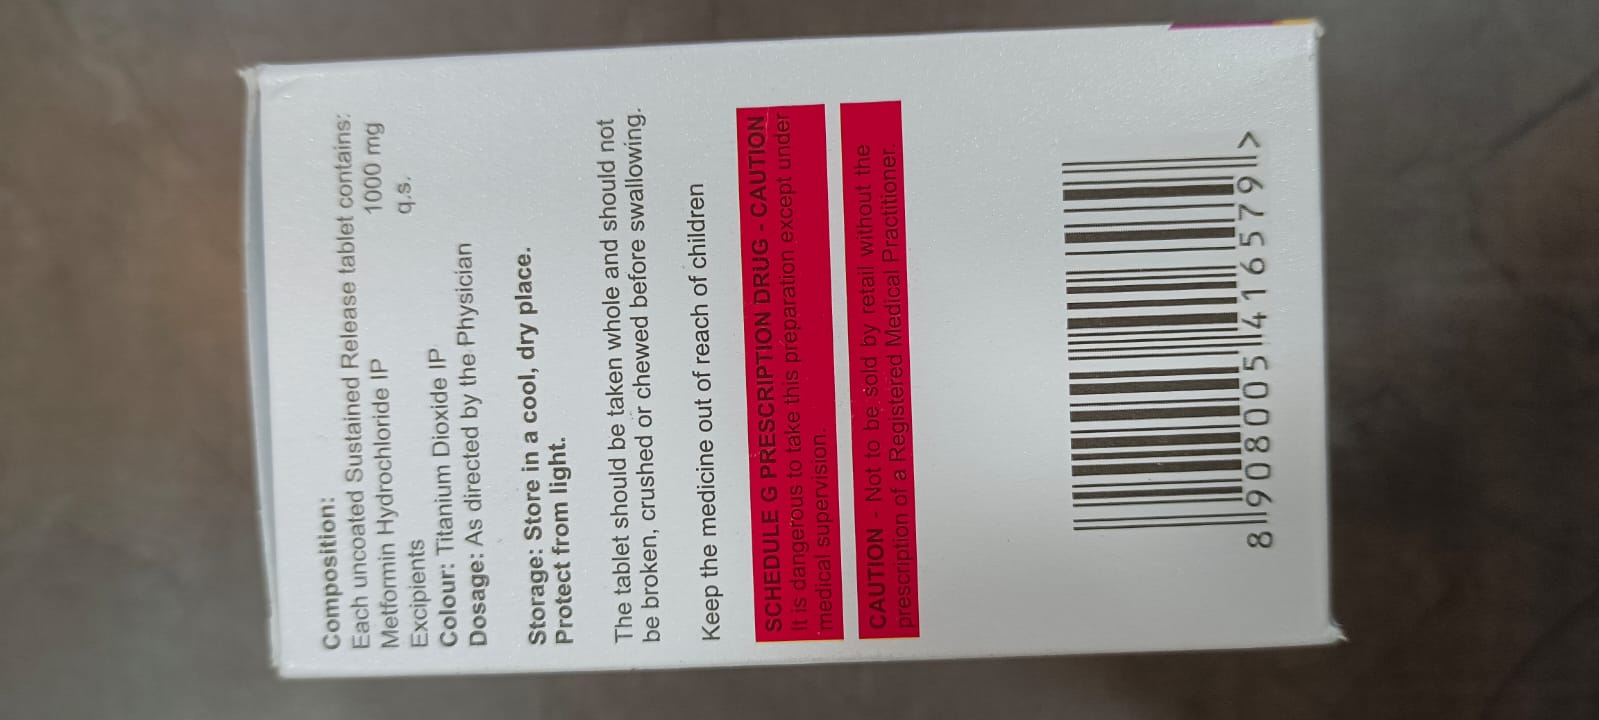 Composition:
Each uncoated Sustained Release tablet contains:
Metformin Hydrochloride IP 1000 mg
Excipients q.s.
Colour: Titanium Dioxide IP
Dosage: As directed by the Physician
Storage: Store in a cool, dry place.
Protect from light.
The tablet should be taken whole and should not
be broken, crushed or chewed before swallowing.
Keep the medicine out of reach of children
SCHEDULE G PRESCRIPTION DRUG - CAUTION
It is dangerous to take this preparation except under
medical supervision.
CAUTION - Not to be sold by retail without the
prescription of a Registered Medical Practitioner.
8 908005 416579 >